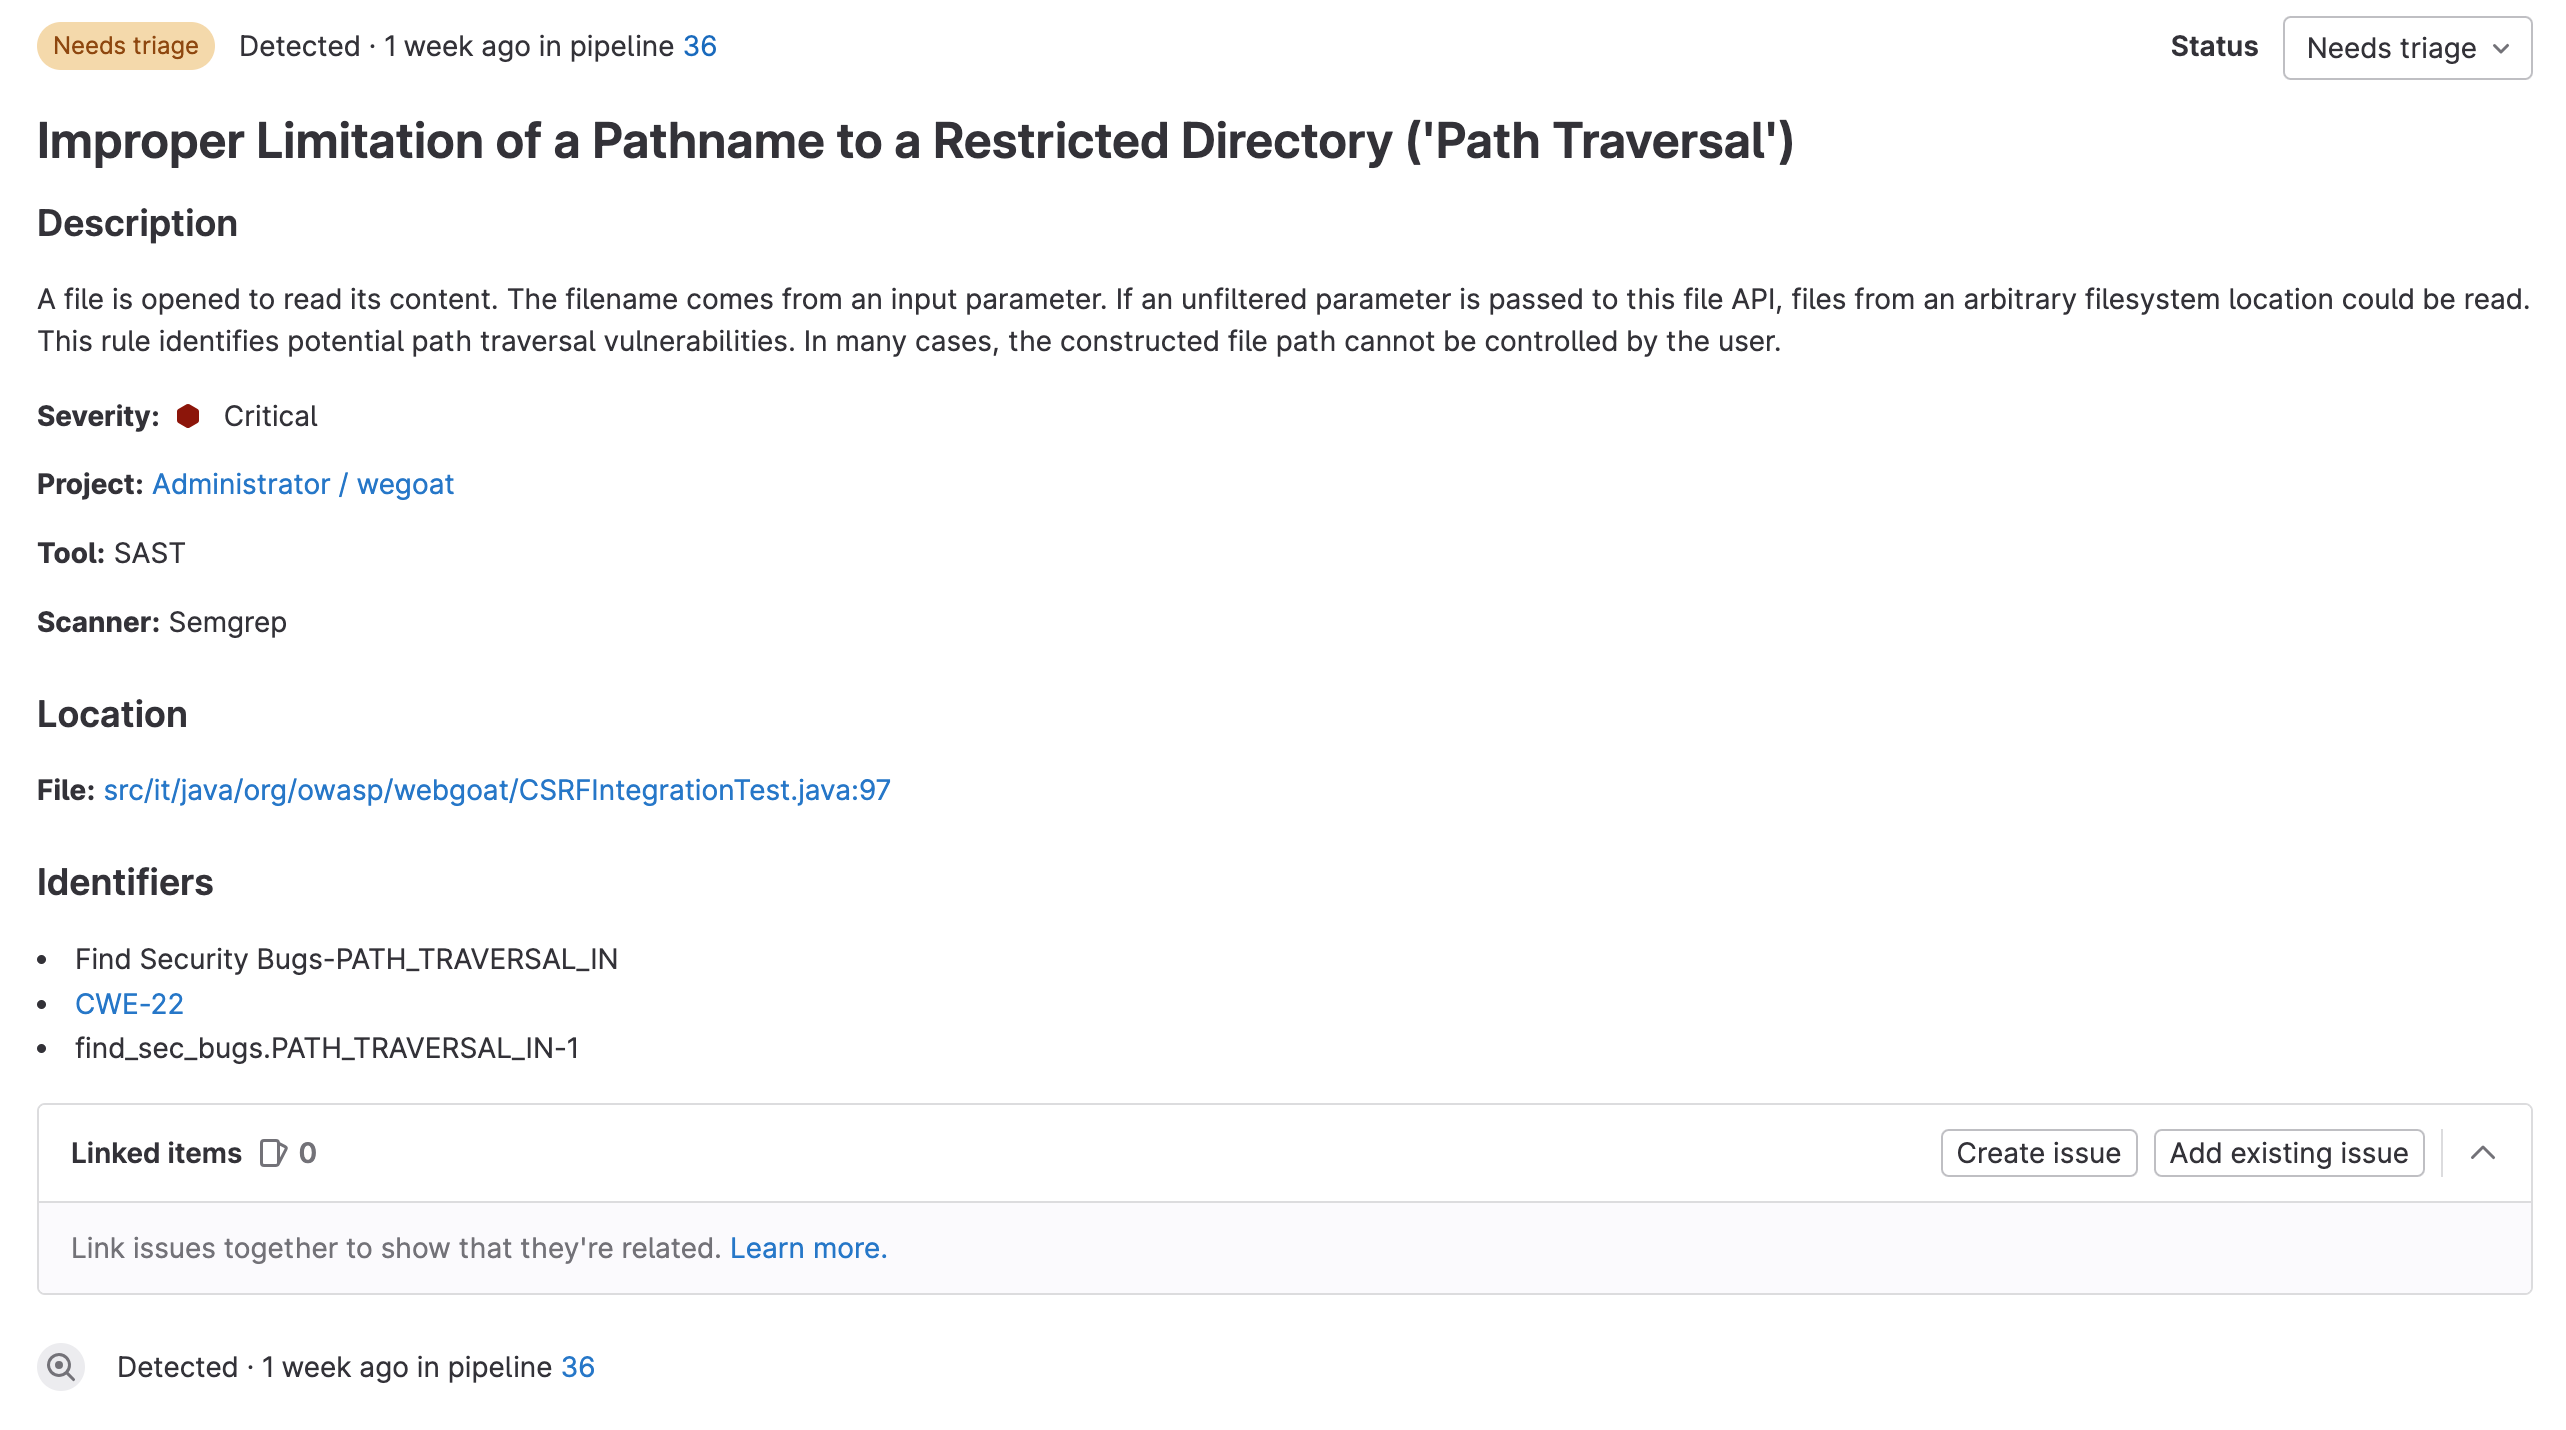 Needs triage Detected · 1 week ago in pipeline 36 Status Needs triage
Improper Limitation of a Pathname to a Restricted Directory ('Path Traversal')
Description
A file is opened to read its content. The filename comes from an input parameter. If an unfiltered parameter is passed to this file API, files from an arbitrary filesystem location could be read.
This rule identifies potential path traversal vulnerabilities. In many cases, the constructed file path cannot be controlled by the user.
Severity: Critical
Project: Administrator / wegoat
Tool: SAST
Scanner: Semgrep
Location
File: src/it/java/org/owasp/webgoat/CSRFIntegrationTest.java:97
Identifiers
• Find Security Bugs-PATH_TRAVERSAL_IN
• CWE-22
• find_sec_bugs.PATH_TRAVERSAL_IN-1
Linked items 0 Create issue Add existing issue
Link issues together to show that they're related. Learn more.
Detected · 1 week ago in pipeline 36